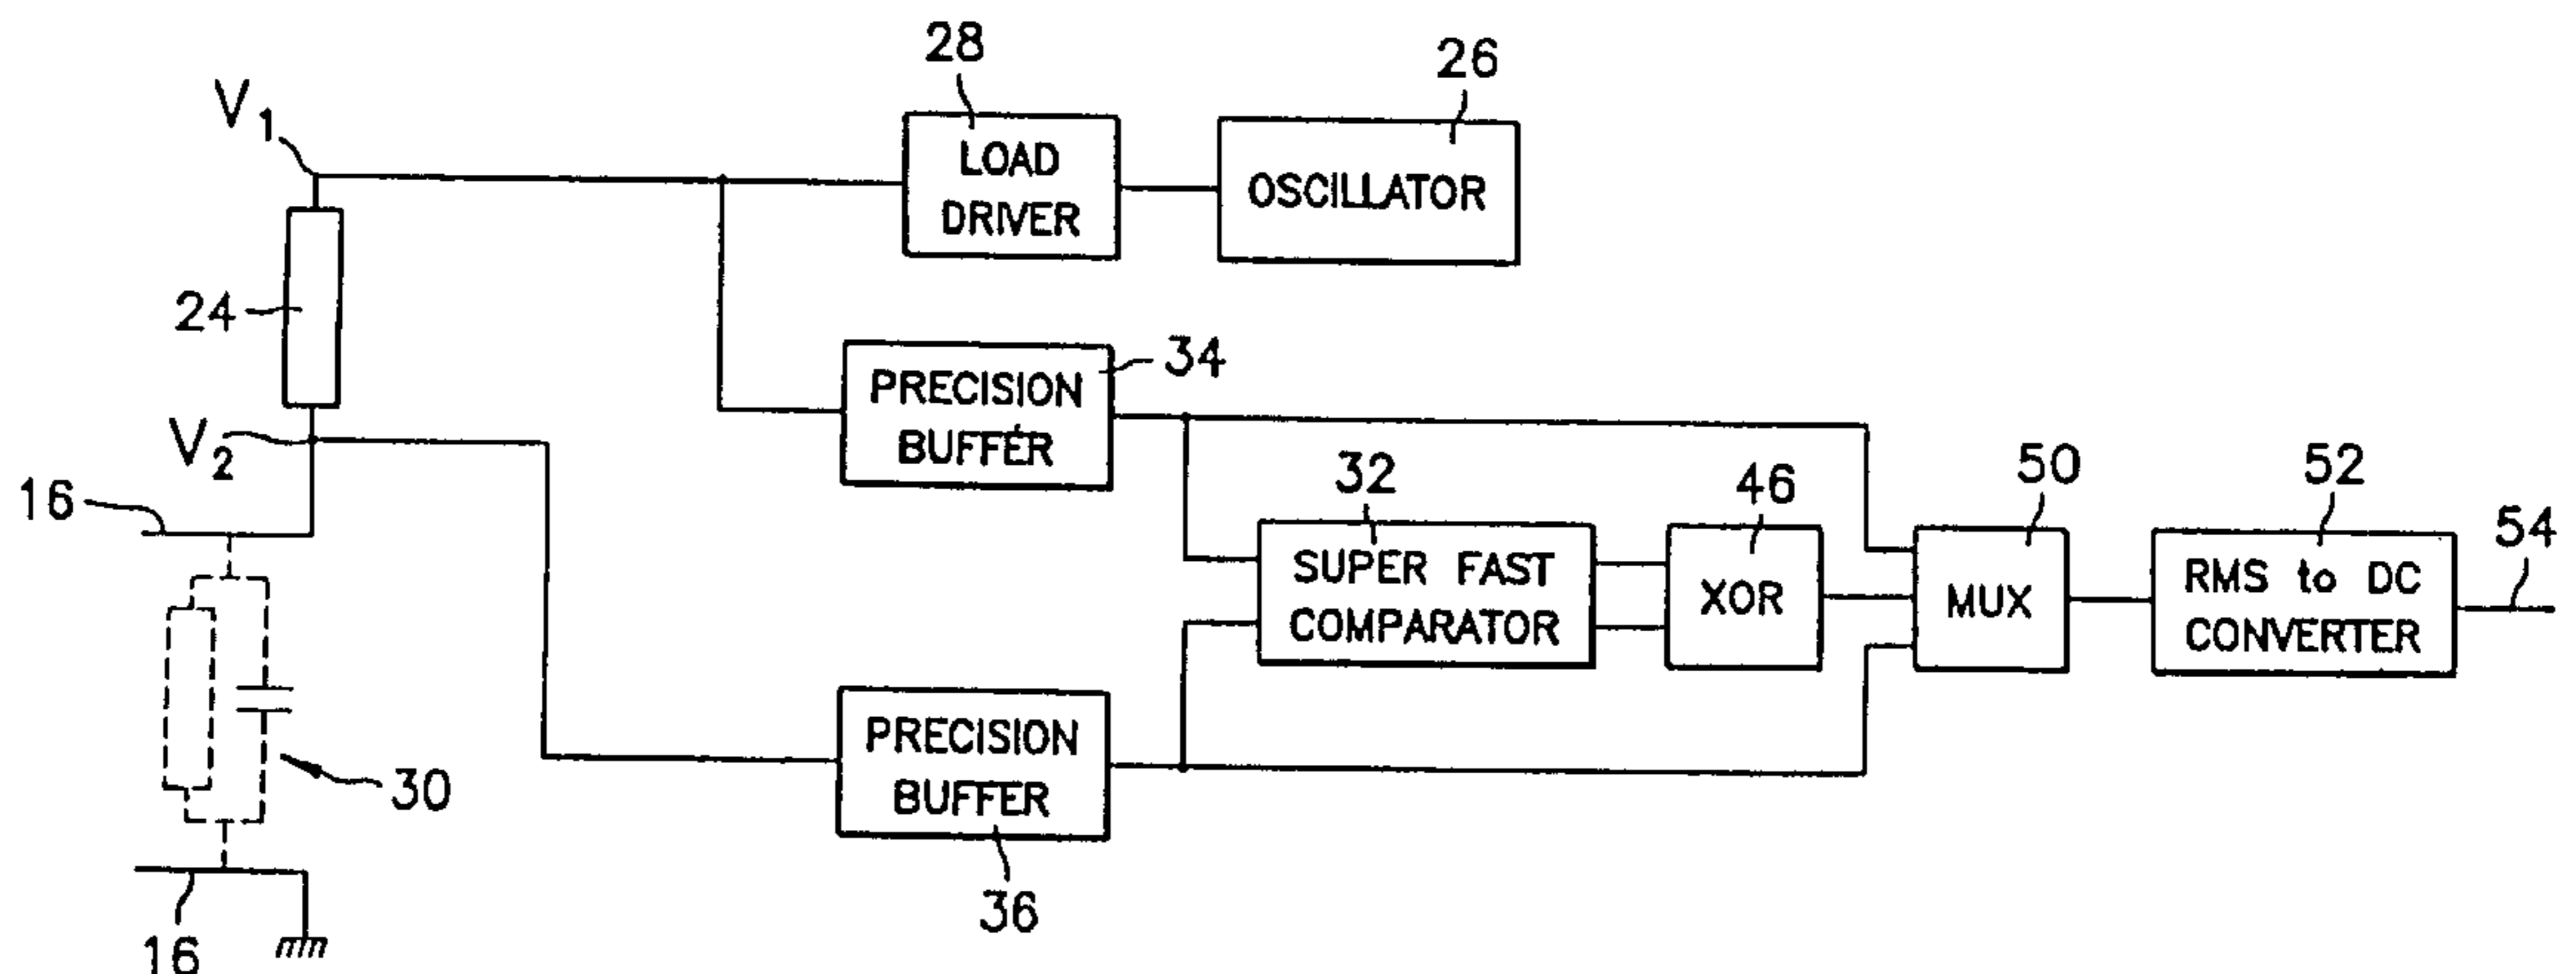 28
26
V1
LOAD
DRIVER
OSCILLATOR
24
34
PRECISION
BUFFER
V2
16
32
46
50
52
54
SUPER FAST
COMPARATOR
XOR
MUX
RMS to DC
CONVERTER
30
PRECISION
BUFFER
36
16